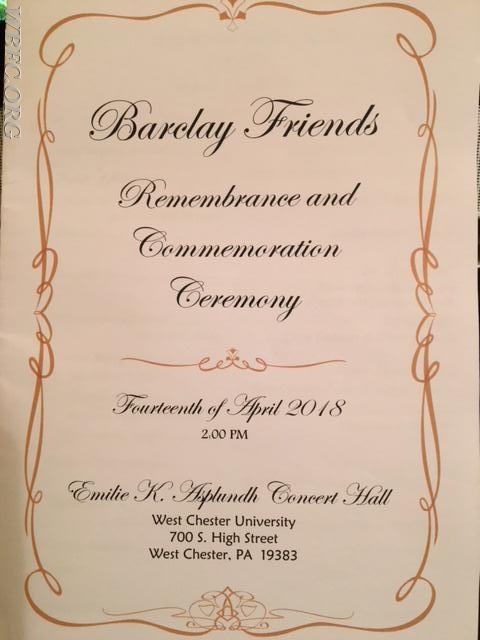 WBFC.ORG
Barclay Friends
Remembrance and
Commemoration
Ceremony
Fourteenth of April 2018
2:00 PM
Emilie K. Asplundh Concert Hall
West Chester University
700 S. High Street
West Chester, PA 19383